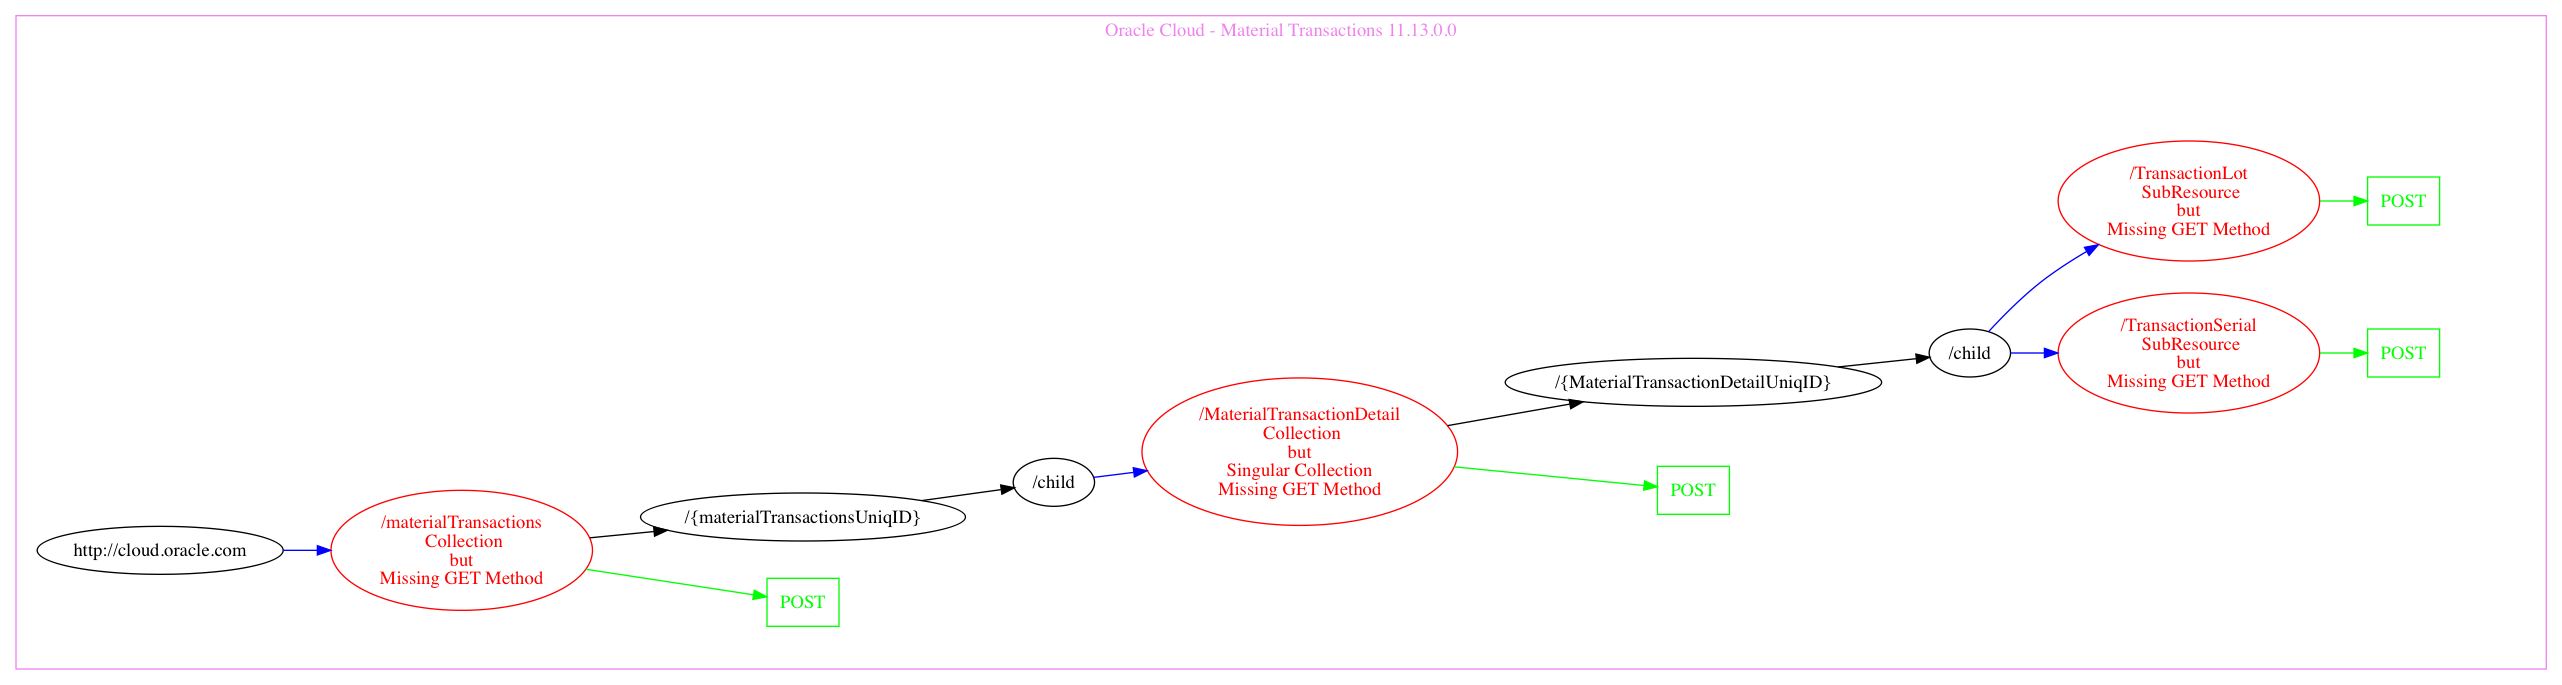 Oracle Cloud - Material Transactions 11.13.0.0
http://cloud.oracle.com
/materialTransactions
Collection
but
Missing GET Method
POST
/{materialTransactionsUniqID}
/child
/MaterialTransactionDetail
Collection
but
Singular Collection
Missing GET Method
POST
/{MaterialTransactionDetailUniqID}
/child
/TransactionLot
SubResource
but
Missing GET Method
POST
/TransactionSerial
SubResource
but
Missing GET Method
POST